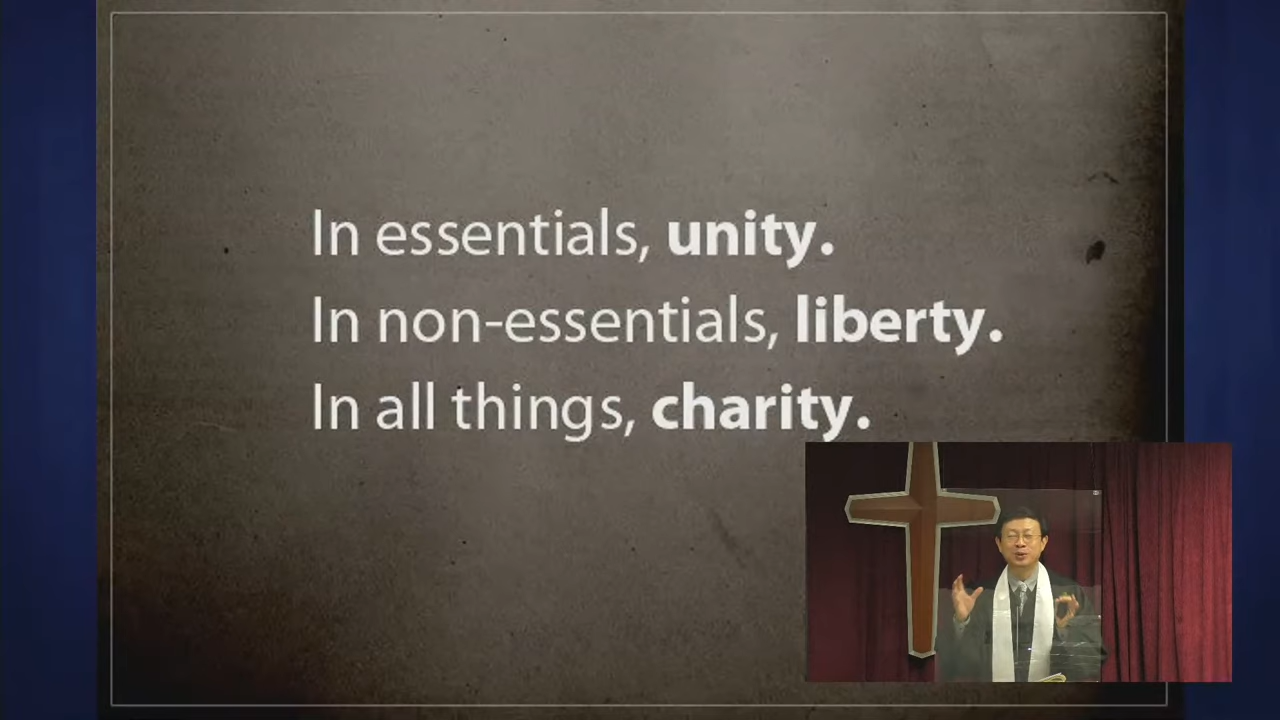 In essentials, unity.
In non-essentials, liberty.
In all things, charity.